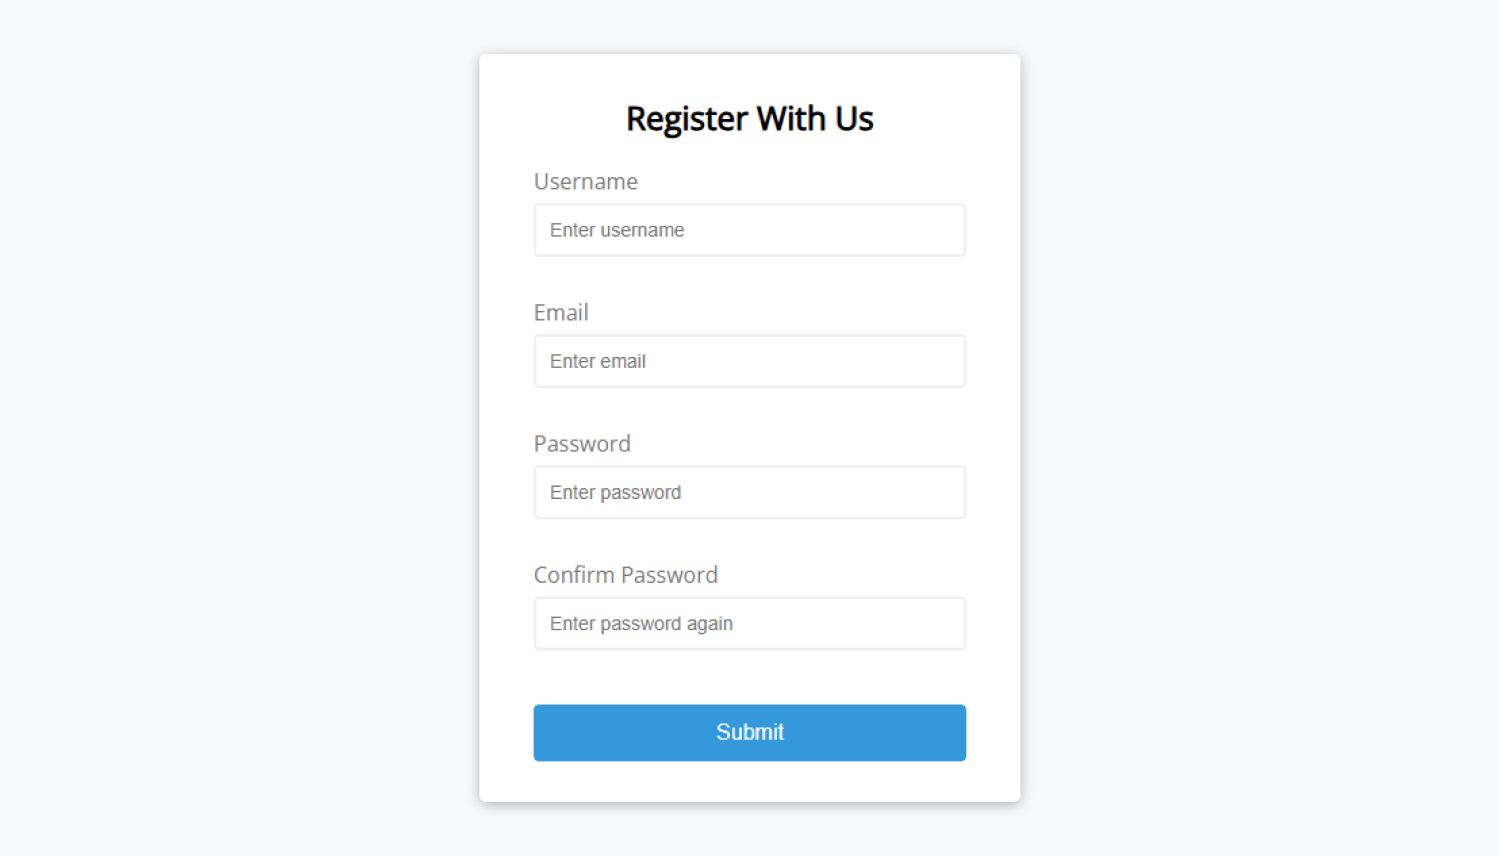 Register With Us
Username
Enter username
Email
Enter email
Password
Enter password
Confirm Password
Enter password again
Submit